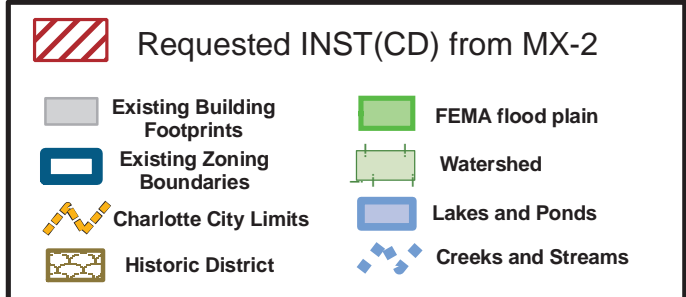 Requested INST(CD) from MX-2
Existing Building
Footprints
Existing Zoning
Boundaries
Charlotte City Limits
Historic District
FEMA flood plain
Watershed
Lakes and Ponds
Creeks and Streams